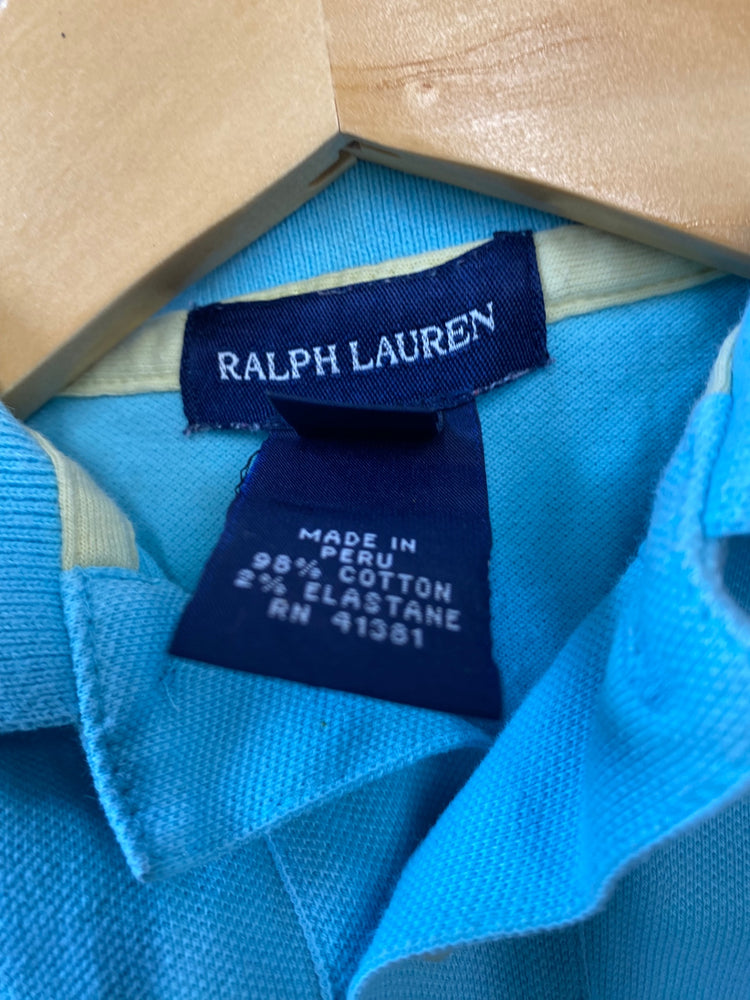 RALPH LAUREN
MADE IN
PERU
98% COTTON
2% ELASTANE
RN 41381